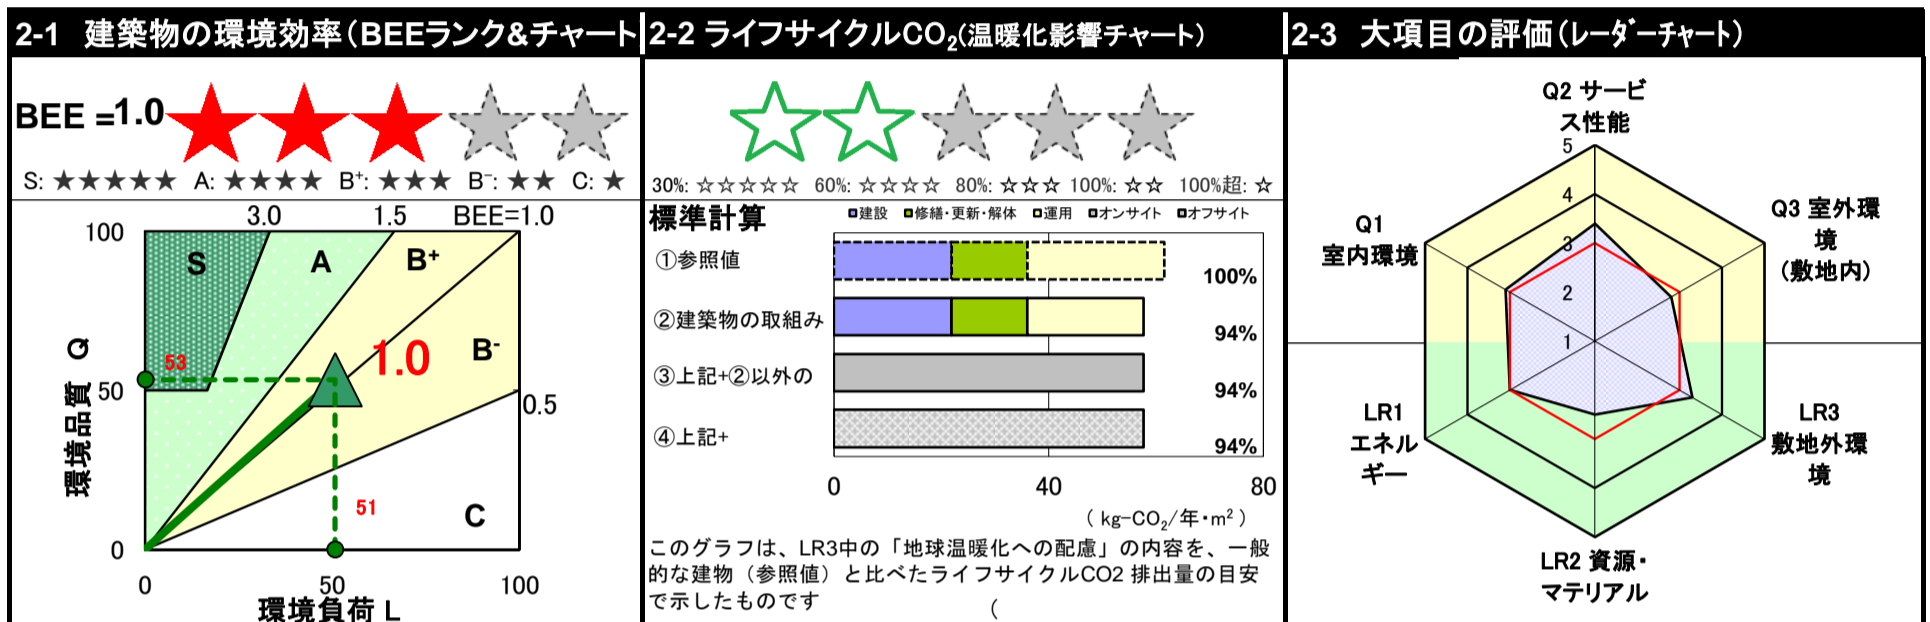 2-1 建築物の環境効率(BEEランク&チャート
BEE =1.0
S: ★★★★★ A: ★★★★ B⁺: ★★★ B⁻: ★★ C: ★
3.0 1.5 BEE=1.0
100
S A B⁺
環境品質 Q
53
1.0
B⁻
50
0.5
51
C
0
0 50 100
環境負荷 L
2-2 ライフサイクルCO₂(温暖化影響チャート)
30%: ☆☆☆☆☆ 60%: ☆☆☆☆ 80%: ☆☆☆ 100%: ☆☆ 100%超: ☆
標準計算
■建設 ■修繕・更新・解体 ■運用 ■オンサイト ■オフサイト
①参照値 100%
②建築物の取組み 94%
③上記+②以外の 94%
④上記+ 94%
0 40 80
( kg-CO₂/年・m² )
このグラフは、LR3中の「地球温暖化への配慮」の内容を、一般
的な建物(参照値)と比べたライフサイクルCO2 排出量の目安
で示したものです (
2-3 大項目の評価(レーダーチャート)
Q2 サービ
ス性能
5
4
3
2
1
Q1
室内環境
Q3 室外環
境
(敷地内)
LR1
エネル
ギー
LR3
敷地外環
境
LR2 資源・
マテリアル